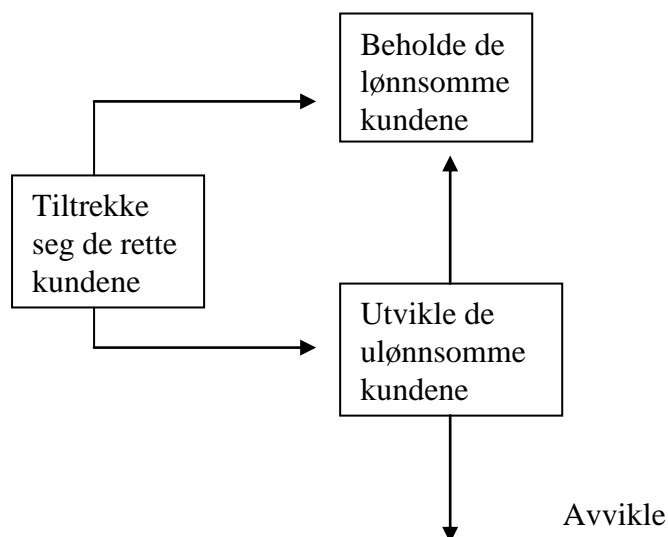 Beholde de
lønnsomme
kundene
Tiltrekke
seg de rette
kundene
Utvikle de
ulønnsomme
kundene
Avvikle